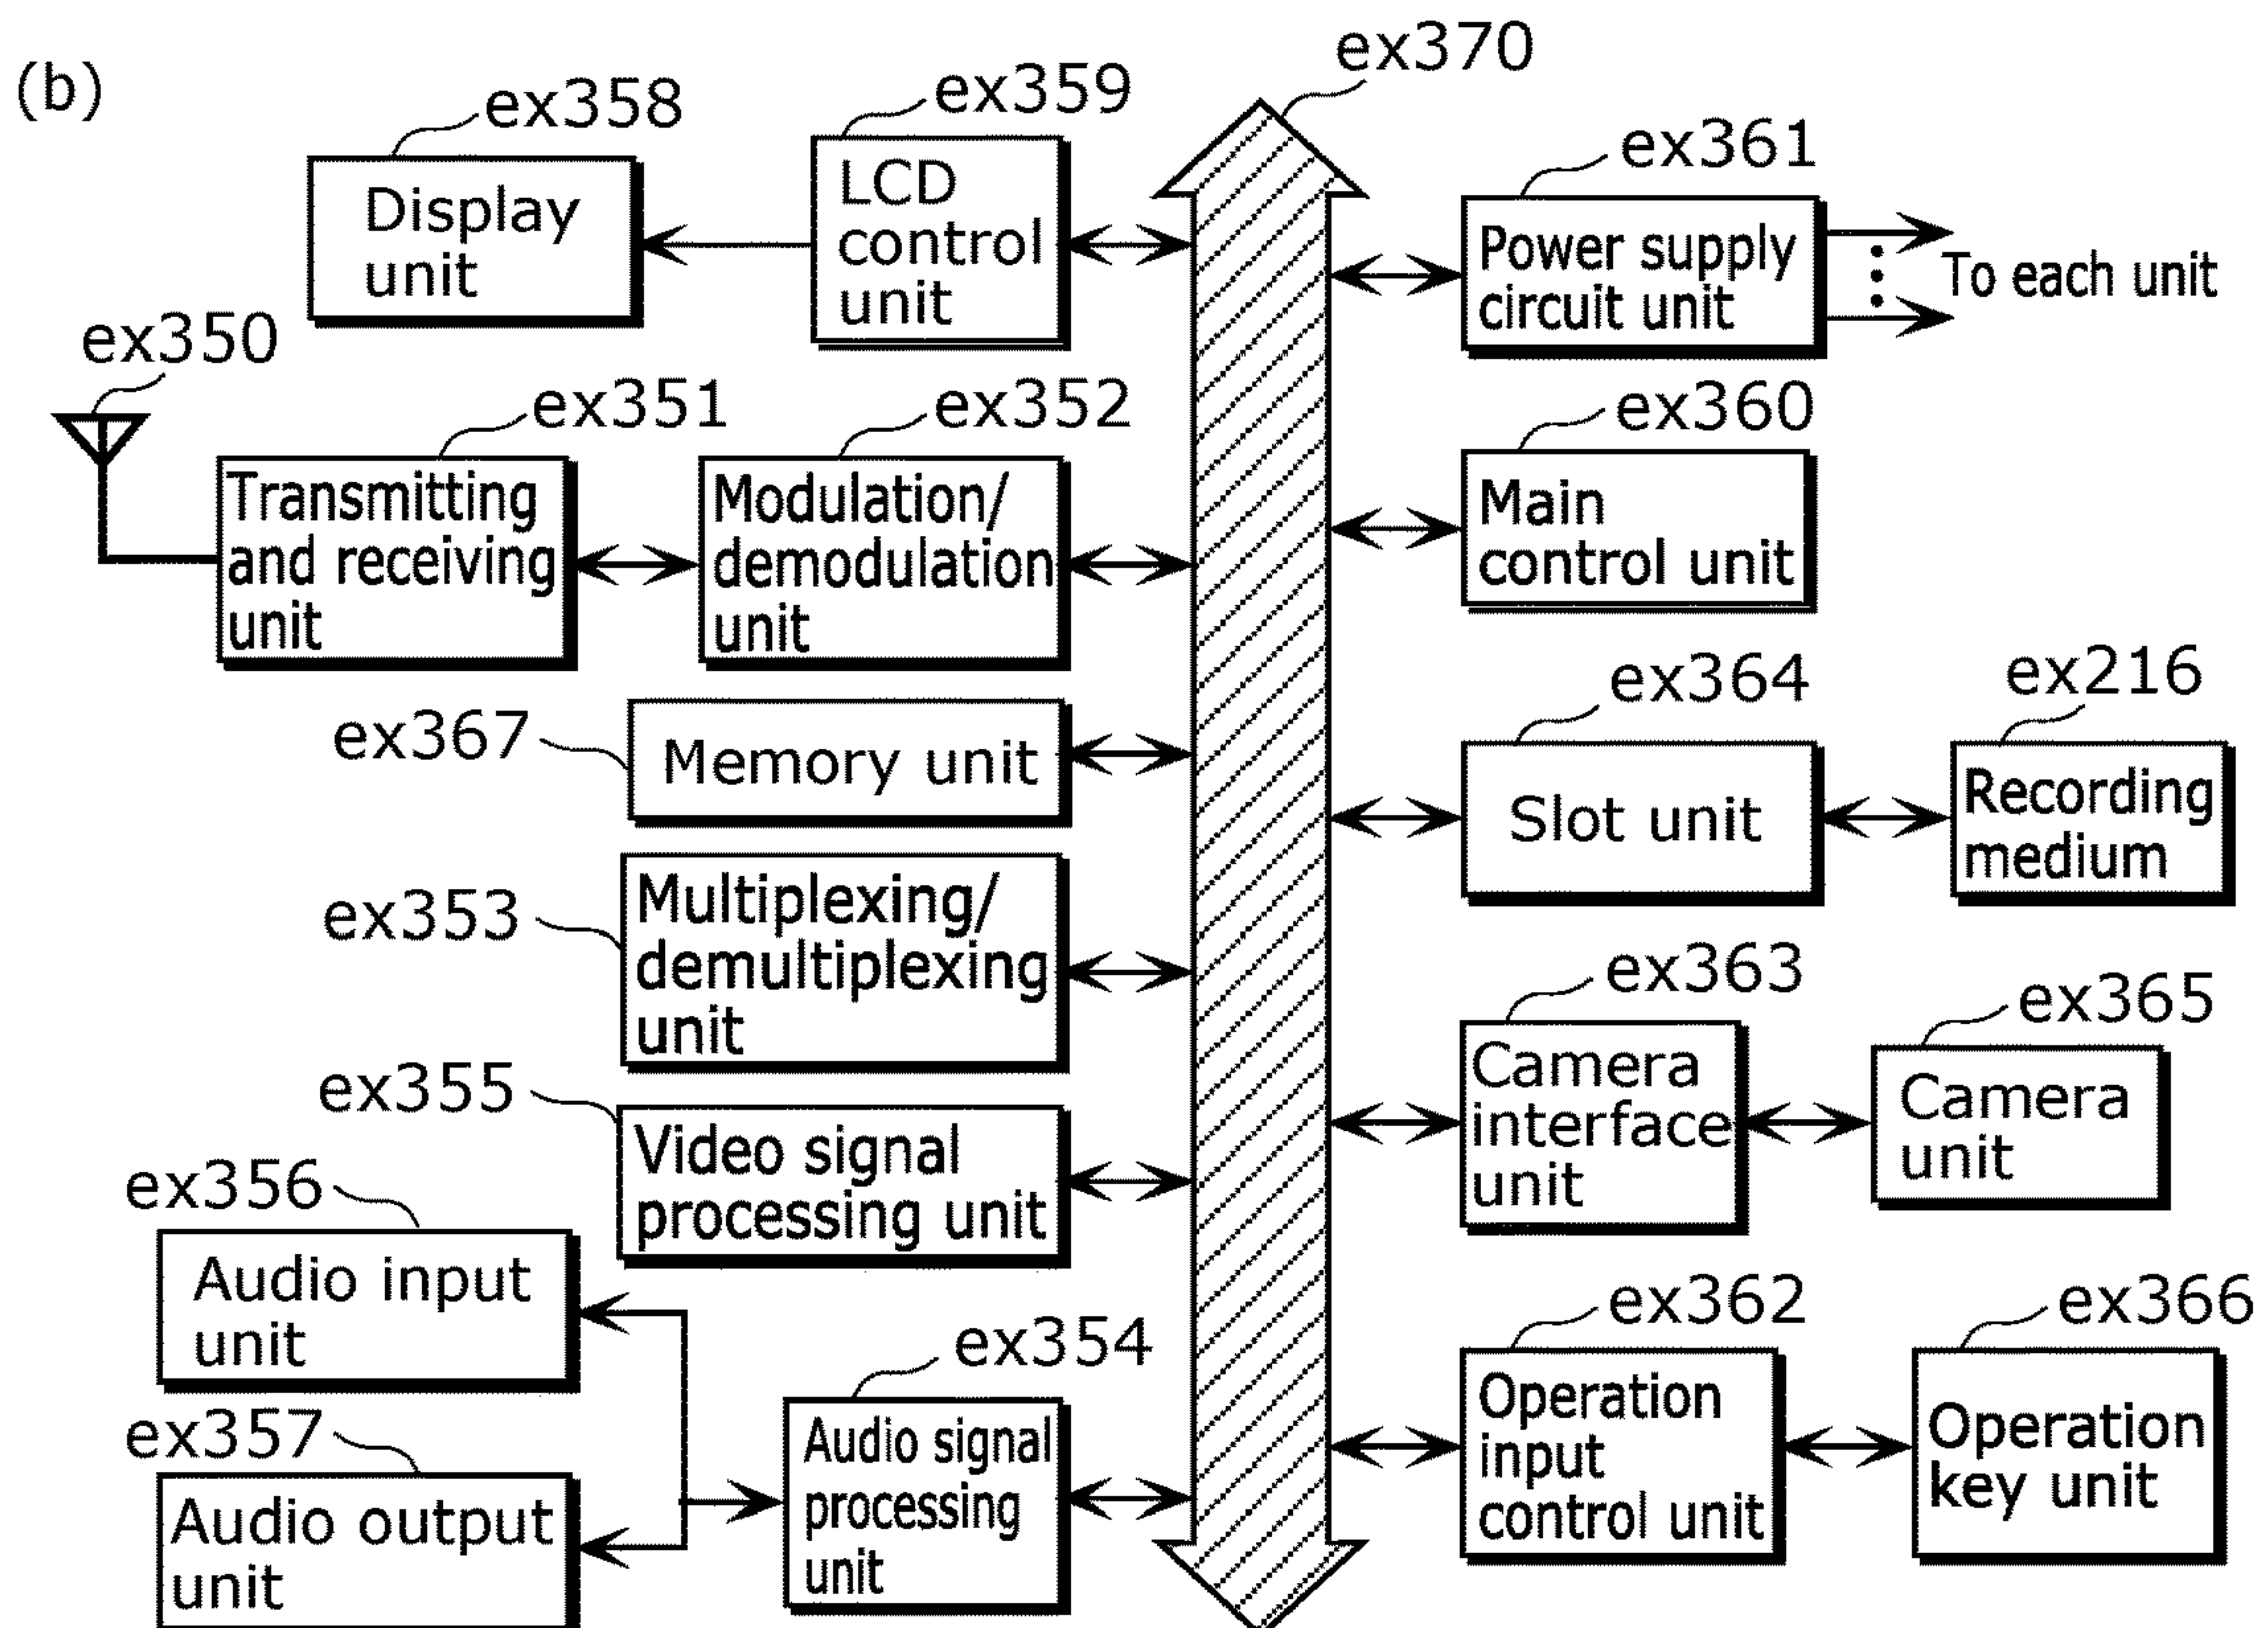 (b)
ex358
ex359
ex370
ex361
Display
unit
LCD
control
unit
Power supply
circuit unit
To each unit
ex350
ex351
ex352
ex360
Transmitting
and receiving
unit
Modulation/
demodulation
unit
Main
control unit
ex367
Memory unit
ex364
ex216
Slot unit
Recording
medium
ex353
Multiplexing/
demultiplexing
unit
ex363
ex365
Camera
interface
unit
Camera
unit
ex355
Video signal
processing unit
ex356
Audio input
unit
ex354
ex362
ex366
Audio signal
processing
unit
Operation
input
control unit
Operation
key unit
ex357
Audio output
unit